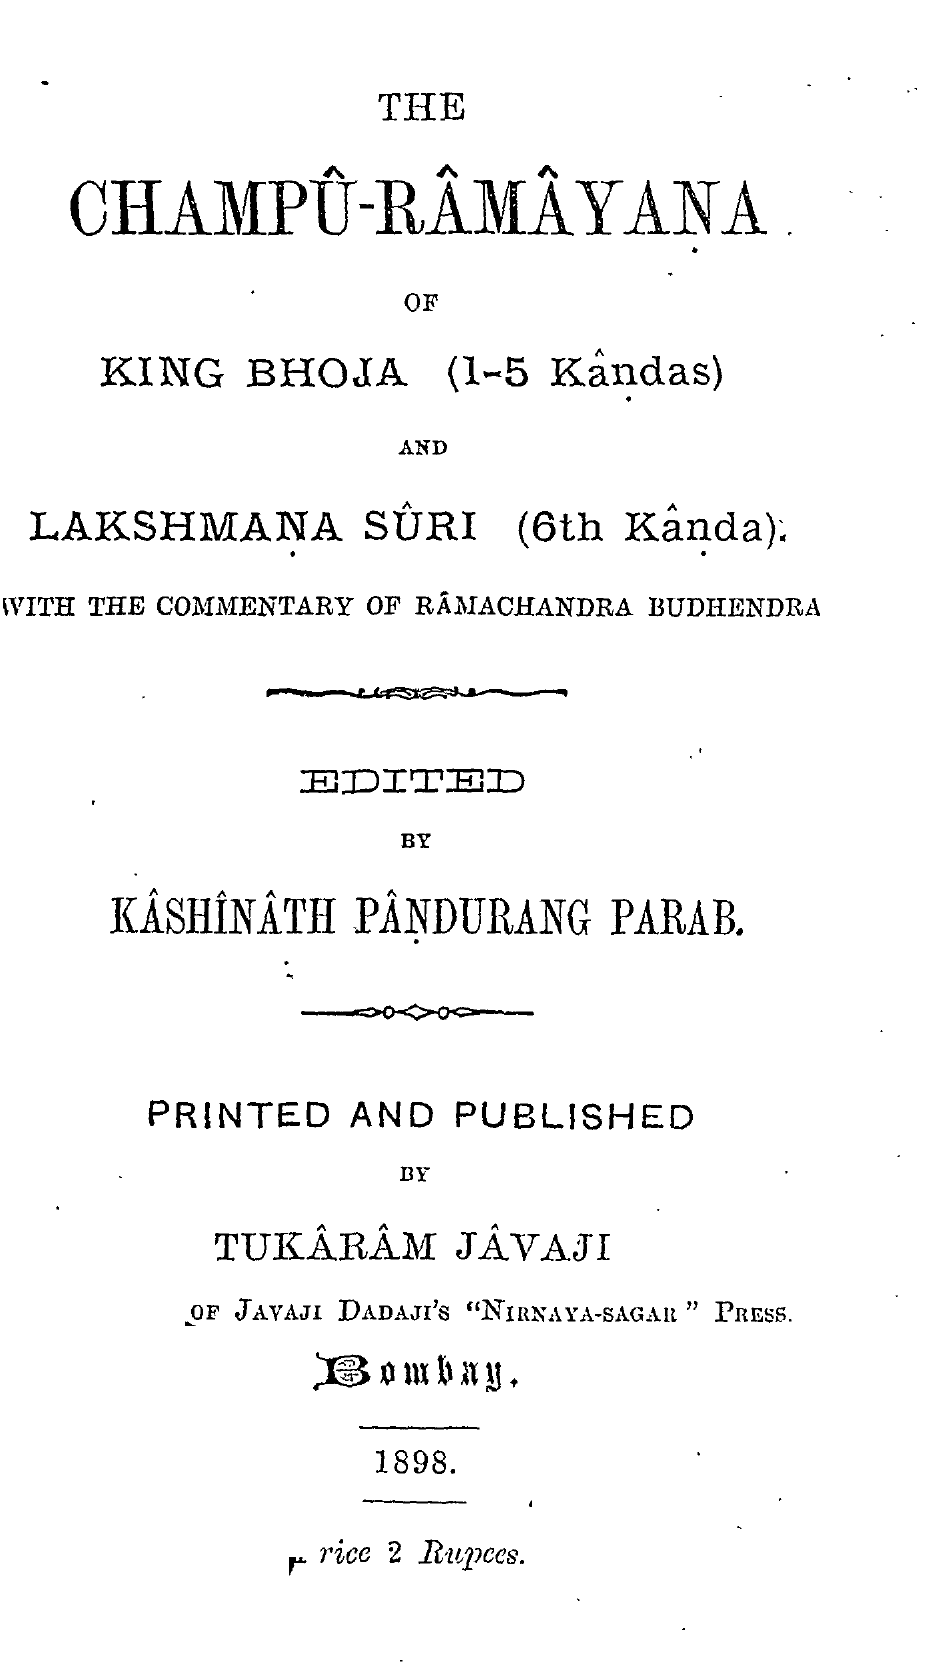 THE
CHAMPÛ-RÂMÂYAṆA.
OF
KING BHOJA (1-5 Kâṇdas)
AND
LAKSHMAṆA SÛRI (6th Kâṇda).
WITH THE COMMENTARY OF RÂMACHANDRA BUDHENDRA
EDITED
BY
KÂSHÎNÂTH PÂṆDURANG PARAB.
PRINTED AND PUBLISHED
BY
TUKÂRÂM JÂVAJI
OF JAVAJI DADAJI'S "NIRNAYA-SAGAR" PRESS.
Bombay.
1898.
Price 2 Rupees.